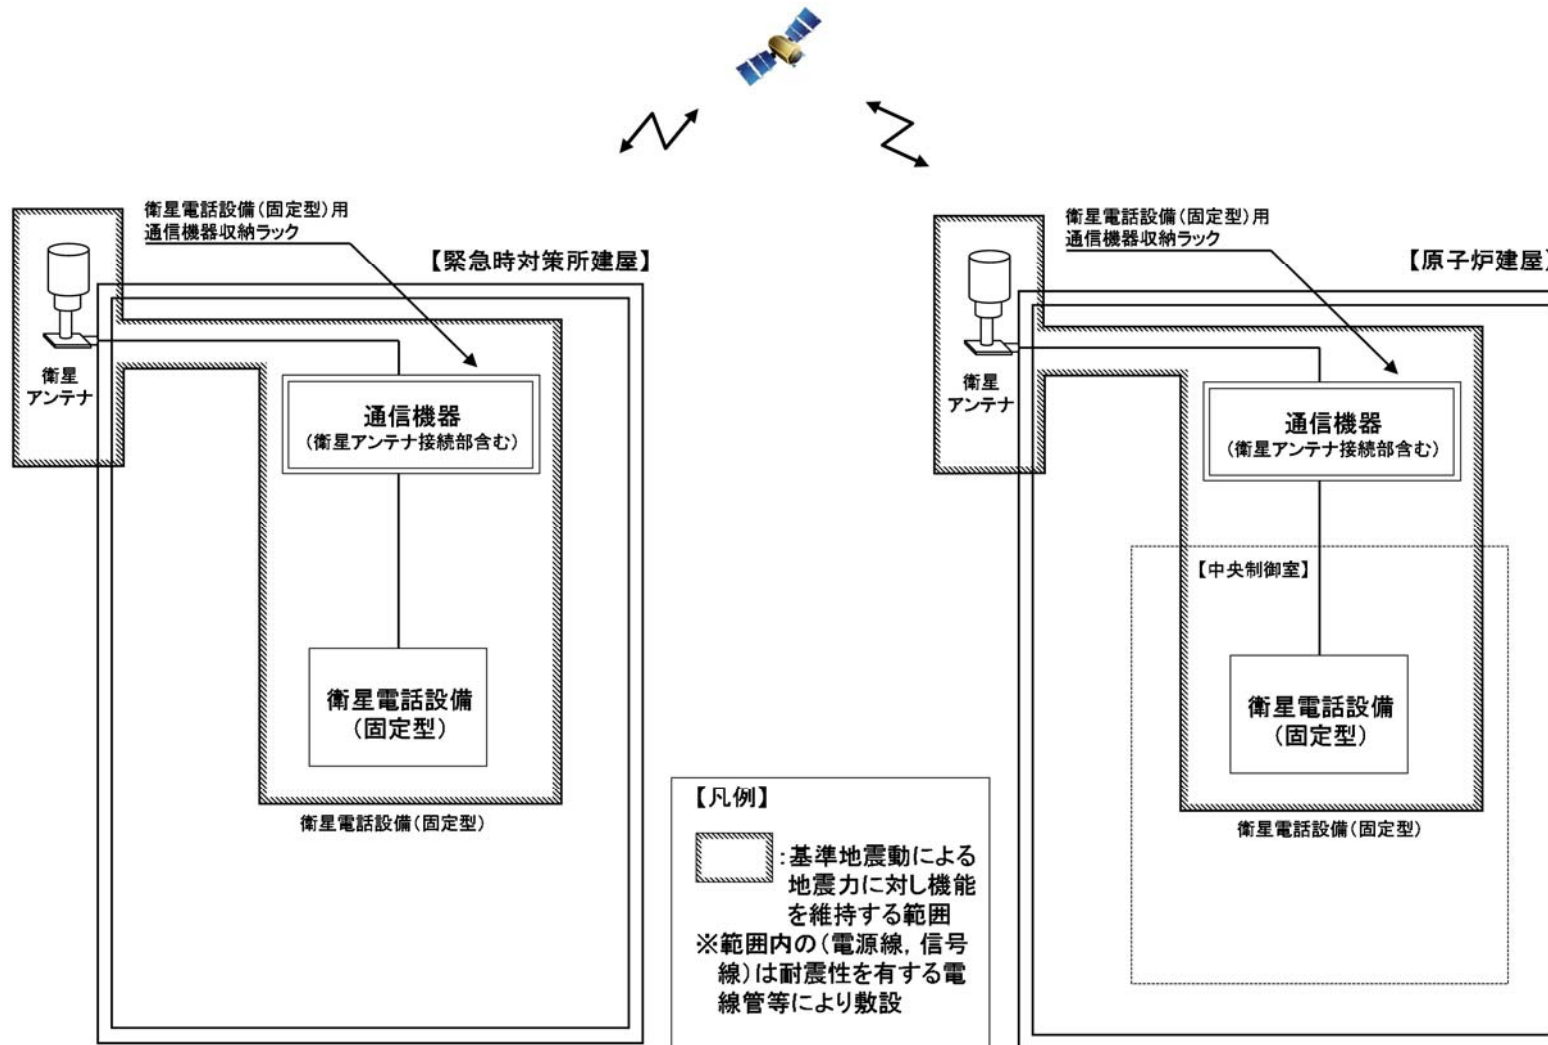 衛星電話設備(固定型)用
通信機器収納ラック
【緊急時対策所建屋】
衛星
アンテナ
通信機器
(衛星アンテナ接続部含む)
衛星電話設備
(固定型)
衛星電話設備(固定型)
衛星電話設備(固定型)用
通信機器収納ラック
【原子炉建屋】
衛星
アンテナ
通信機器
(衛星アンテナ接続部含む)
【中央制御室】
衛星電話設備
(固定型)
衛星電話設備(固定型)
【凡例】
:基準地震動による
地震力に対し機能
を維持する範囲
※範囲内の(電源線, 信号
線)は耐震性を有する電
線管等により敷設